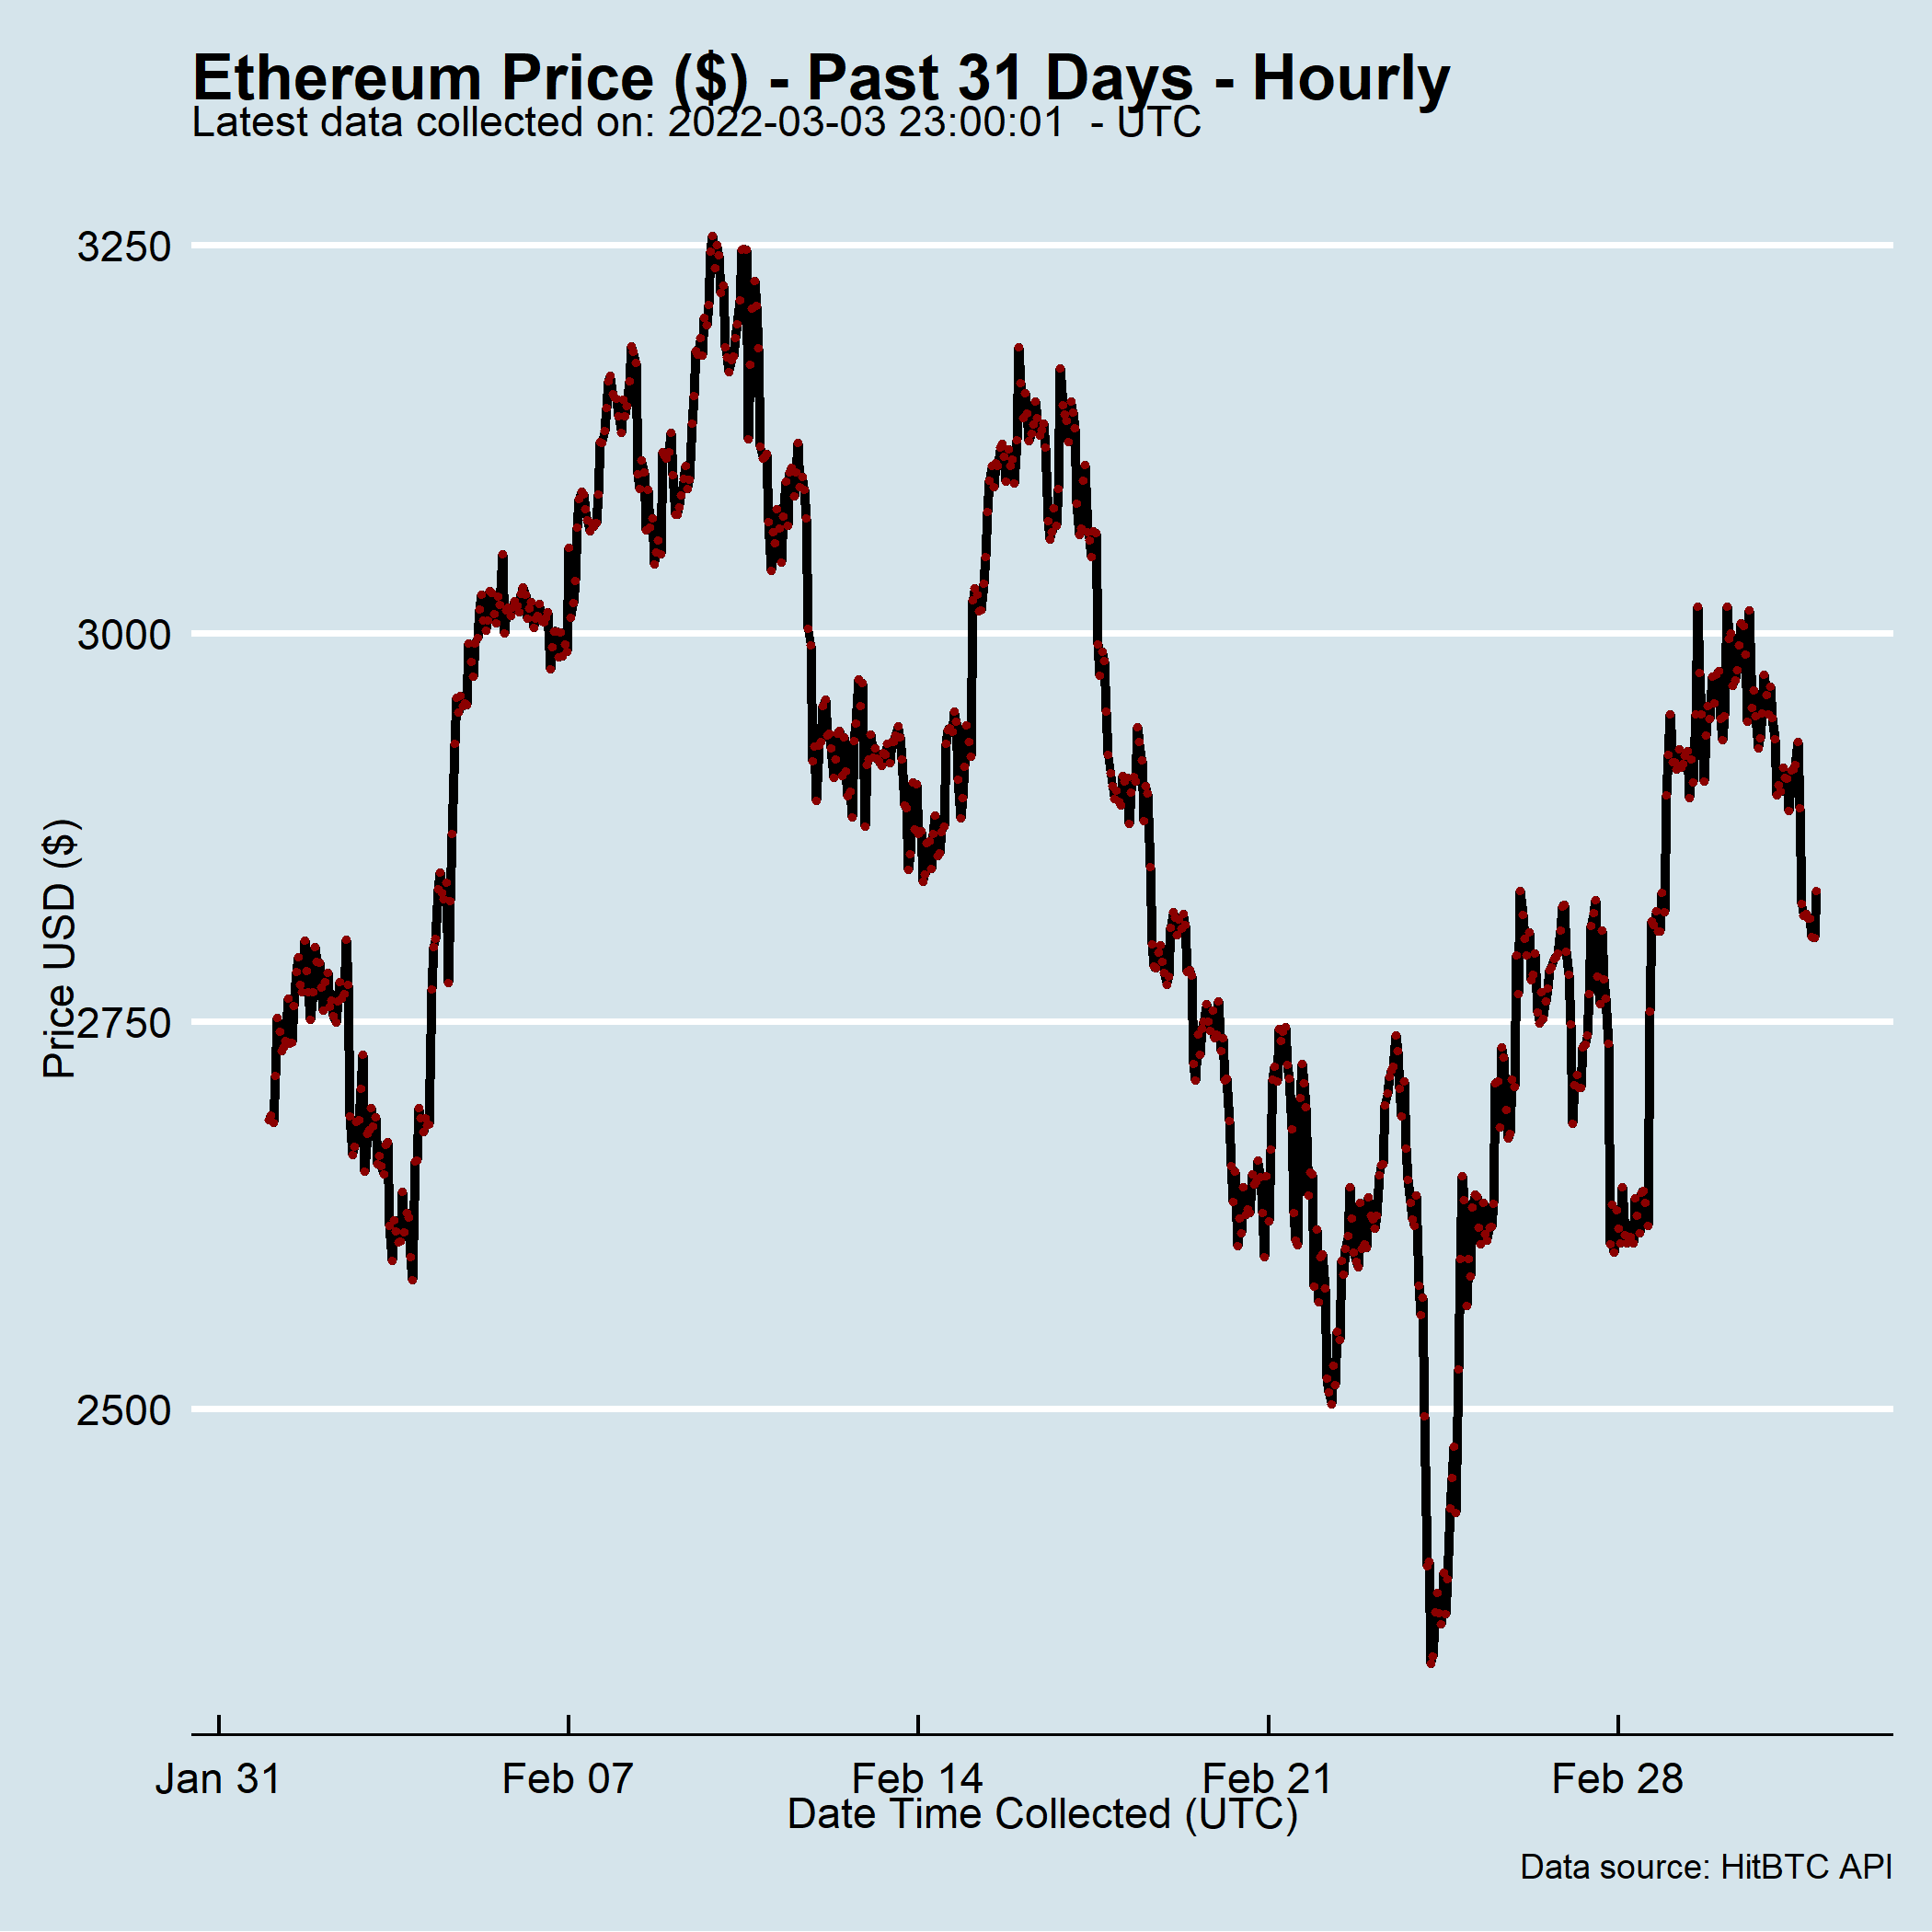 Ethereum Price ($) - Past 31 Days - Hourly
Latest data collected on: 2022-03-03 23:00:01  - UTC
Price USD ($)
3250
3000
2750
2500
Jan 31
Feb 07
Feb 14
Feb 21
Feb 28
Date Time Collected (UTC)
Data source: HitBTC API